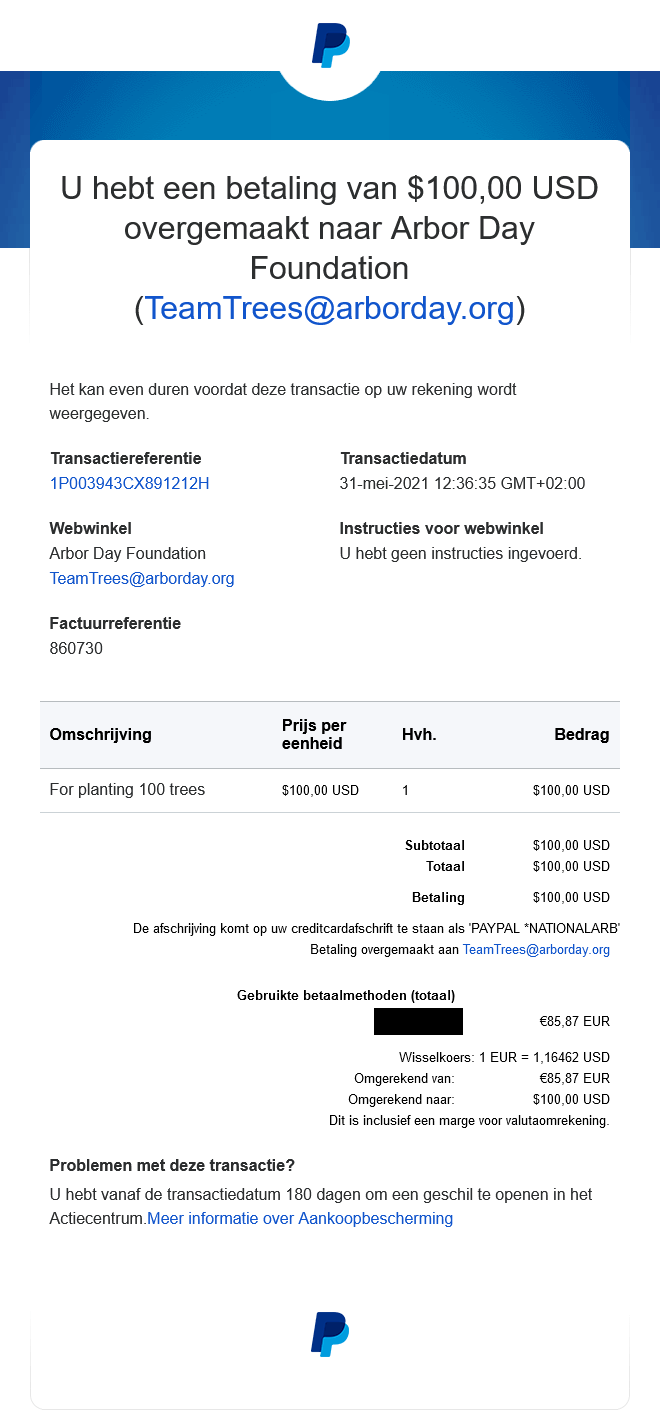 U hebt een betaling van $100,00 USD
overgemaakt naar Arbor Day
Foundation
(TeamTrees@arborday.org)
Het kan even duren voordat deze transactie op uw rekening wordt
weergegeven.
Transactiereferentie
1P003943CX891212H
Transactiedatum
31-mei-2021 12:36:35 GMT+02:00
Webwinkel
Arbor Day Foundation
TeamTrees@arborday.org
Instructies voor webwinkel
U hebt geen instructies ingevoerd.
Factuurreferentie
860730
Omschrijving Prijs per eenheid Hvh. Bedrag
For planting 100 trees $100,00 USD 1 $100,00 USD
Subtotaal $100,00 USD
Totaal $100,00 USD
Betaling $100,00 USD
De afschrijving komt op uw creditcardafschrift te staan als 'PAYPAL *NATIONALARB'
Betaling overgemaakt aan TeamTrees@arborday.org
Gebruikte betaalmethoden (totaal)
€85,87 EUR
Wisselkoers: 1 EUR = 1,16462 USD
Omgerekend van: €85,87 EUR
Omgerekend naar: $100,00 USD
Dit is inclusief een marge voor valutaomrekening.
Problemen met deze transactie?
U hebt vanaf de transactiedatum 180 dagen om een geschil te openen in het
Actiecentrum.Meer informatie over Aankoopbescherming